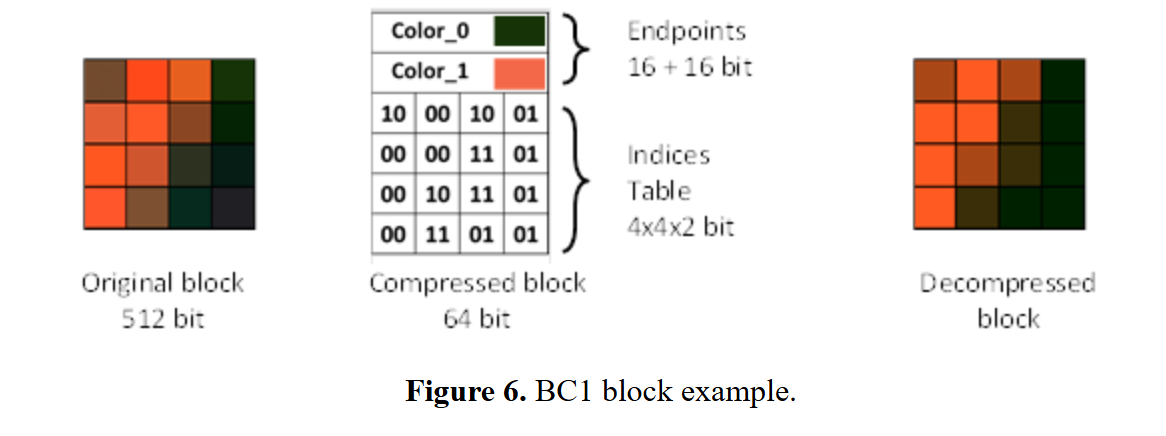 Color_0
Color_1
10 00 10 01
00 00 11 01
00 10 11 01
00 11 01 01
Endpoints
16 + 16 bit
Indices
Table
4x4x2 bit
Original block
512 bit
Compressed block
64 bit
Decompressed
block
Figure 6. BC1 block example.